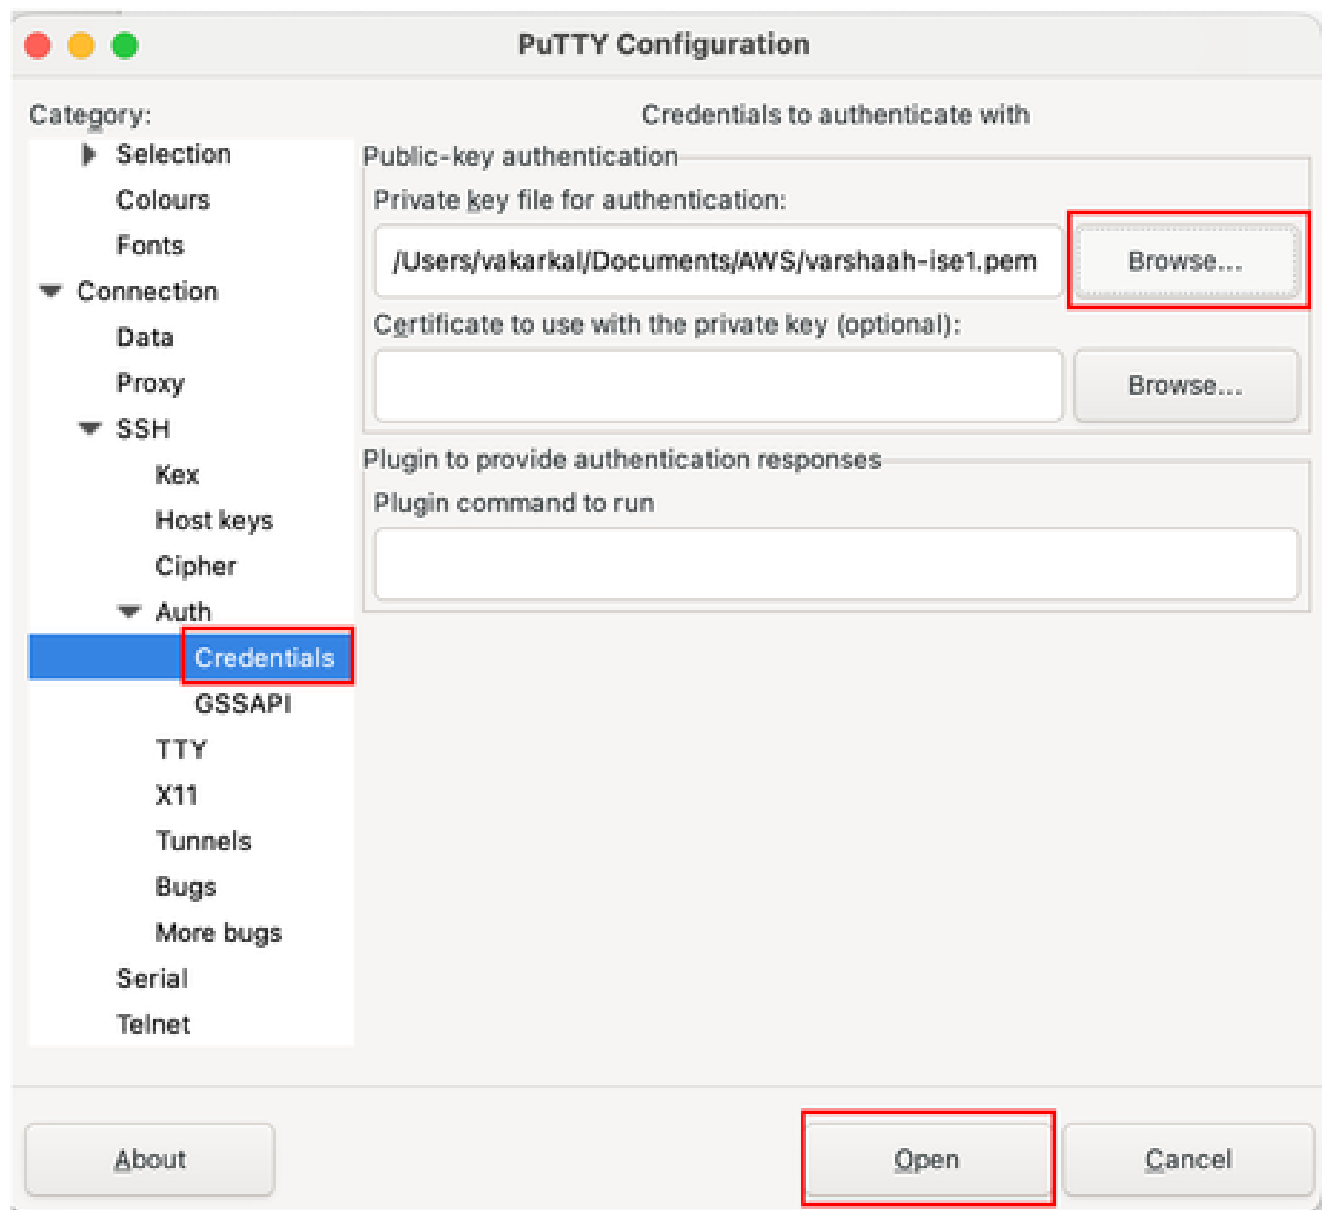 PuTTY Configuration
Category:
Selection
Colours
Fonts
Connection
Data
Proxy
SSH
Kex
Host keys
Cipher
Auth
Credentials
GSSAPI
TTY
X11
Tunnels
Bugs
More bugs
Serial
Telnet
Credentials to authenticate with
Public-key authentication
Private key file for authentication:
/Users/vakarkal/Documents/AWS/varshaah-ise1.pem
Browse...
Certificate to use with the private key (optional):
Browse...
Plugin to provide authentication responses
Plugin command to run
About
Open
Cancel